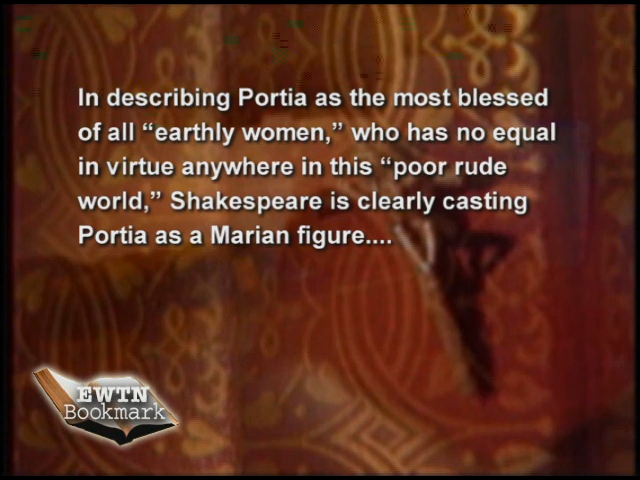 In describing Portia as the most blessed
of all “earthly women,” who has no equal
in virtue anywhere in this “poor rude
world,” Shakespeare is clearly casting
Portia as a Marian figure....
EWTN
Bookmark